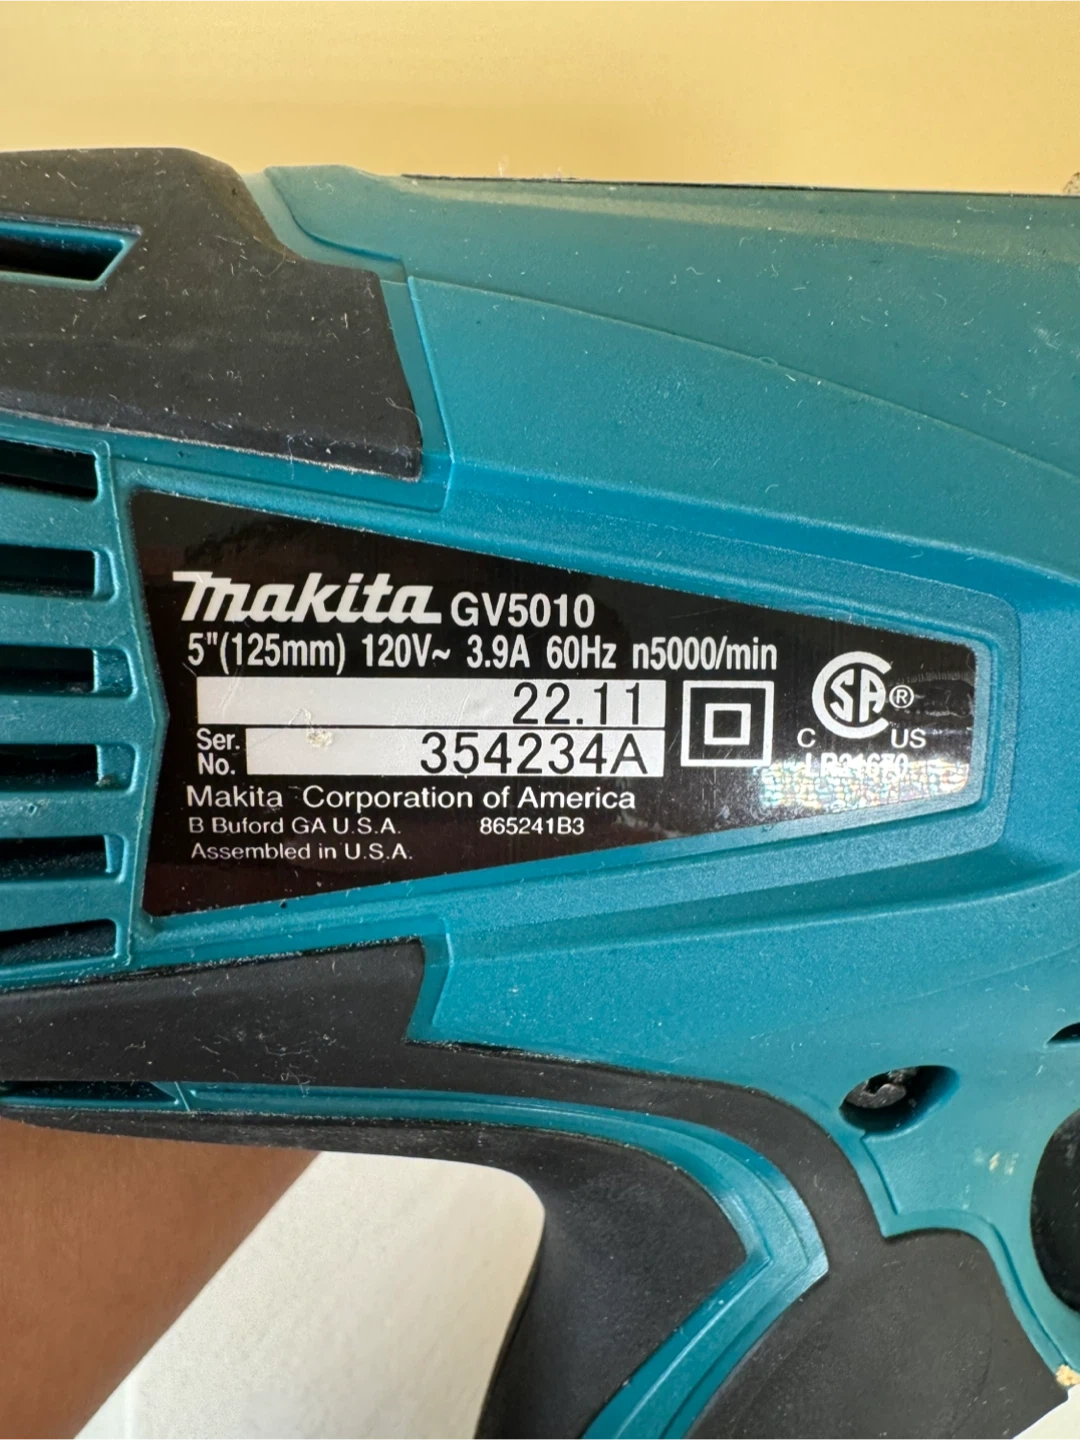 makita GV5010
5"(125mm) 120V~ 3.9A 60Hz n5000/min
22.11
Ser. No. 354234A
SA ®
C US
Makita Corporation of America
B Buford GA U.S.A. 865241B3
Assembled in U.S.A.